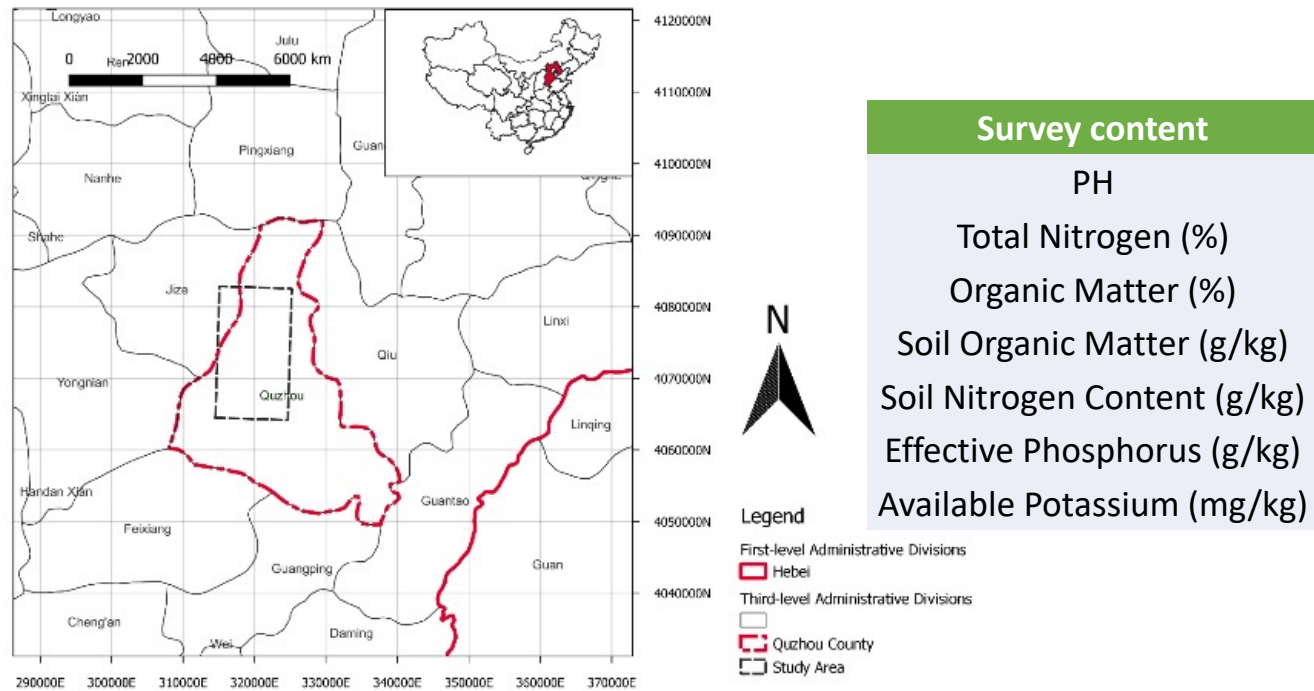 Longyao
4120000N
Julu
0 2000 4000 6000 km
Ren
Xingtai Xian
4110000N
Pingxiang
Guan
4100000N
Nanhe
Shahe
4090000N
Jize
4080000N
Linxi
Qiu
Yongnian
4070000N
Quzhou
Linqing
4060000N
Handan Xian
Guantao
Feixiang
4050000N
Guangping
Guan
4040000N
Cheng'an
Wei
Daming
290000E 300000E 310000E 320000E 330000E 340000E 350000E 360000E 370000E
N
Legend
First-level Administrative Divisions
Hebei
Third-level Administrative Divisions
Quzhou County
Study Area
Survey content
PH
Total Nitrogen (%)
Organic Matter (%)
Soil Organic Matter (g/kg)
Soil Nitrogen Content (g/kg)
Effective Phosphorus (g/kg)
Available Potassium (mg/kg)